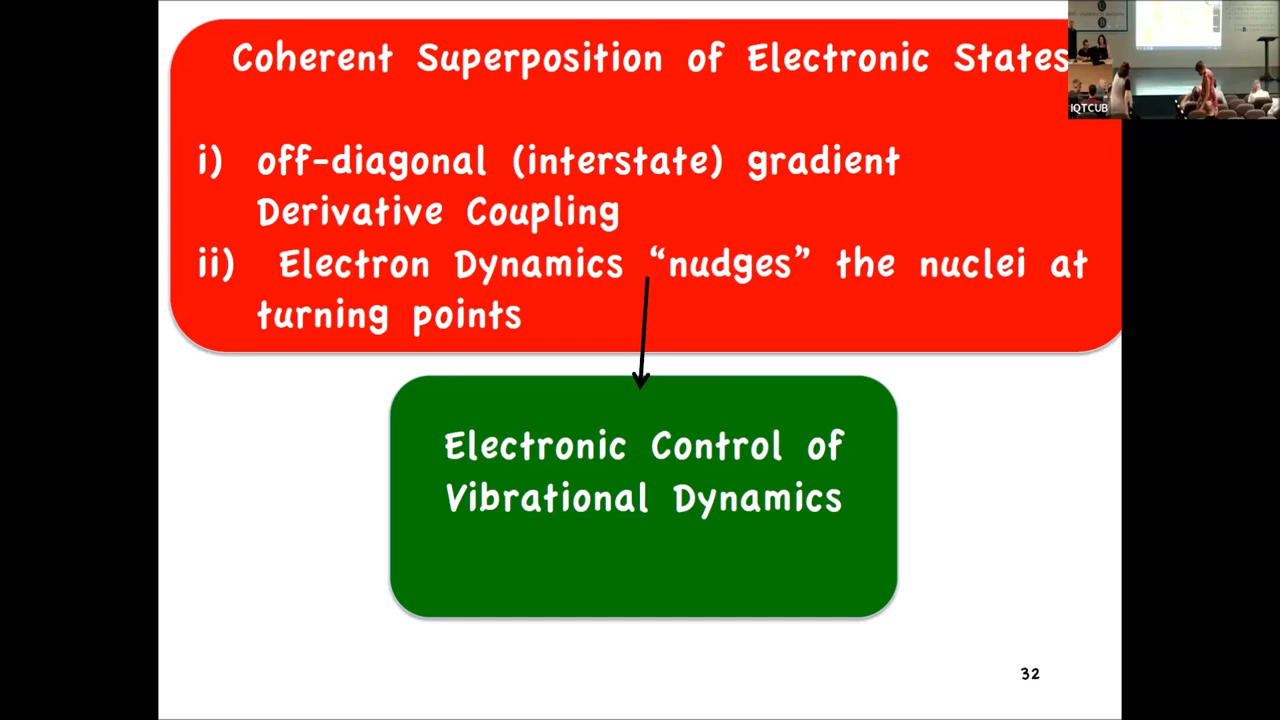 Coherent Superposition of Electronic States
i) off-diagonal (interstate) gradient
Derivative Coupling
ii) Electron Dynamics “nudges” the nuclei at
turning points
Electronic Control of
Vibrational Dynamics
32
IQTCUB